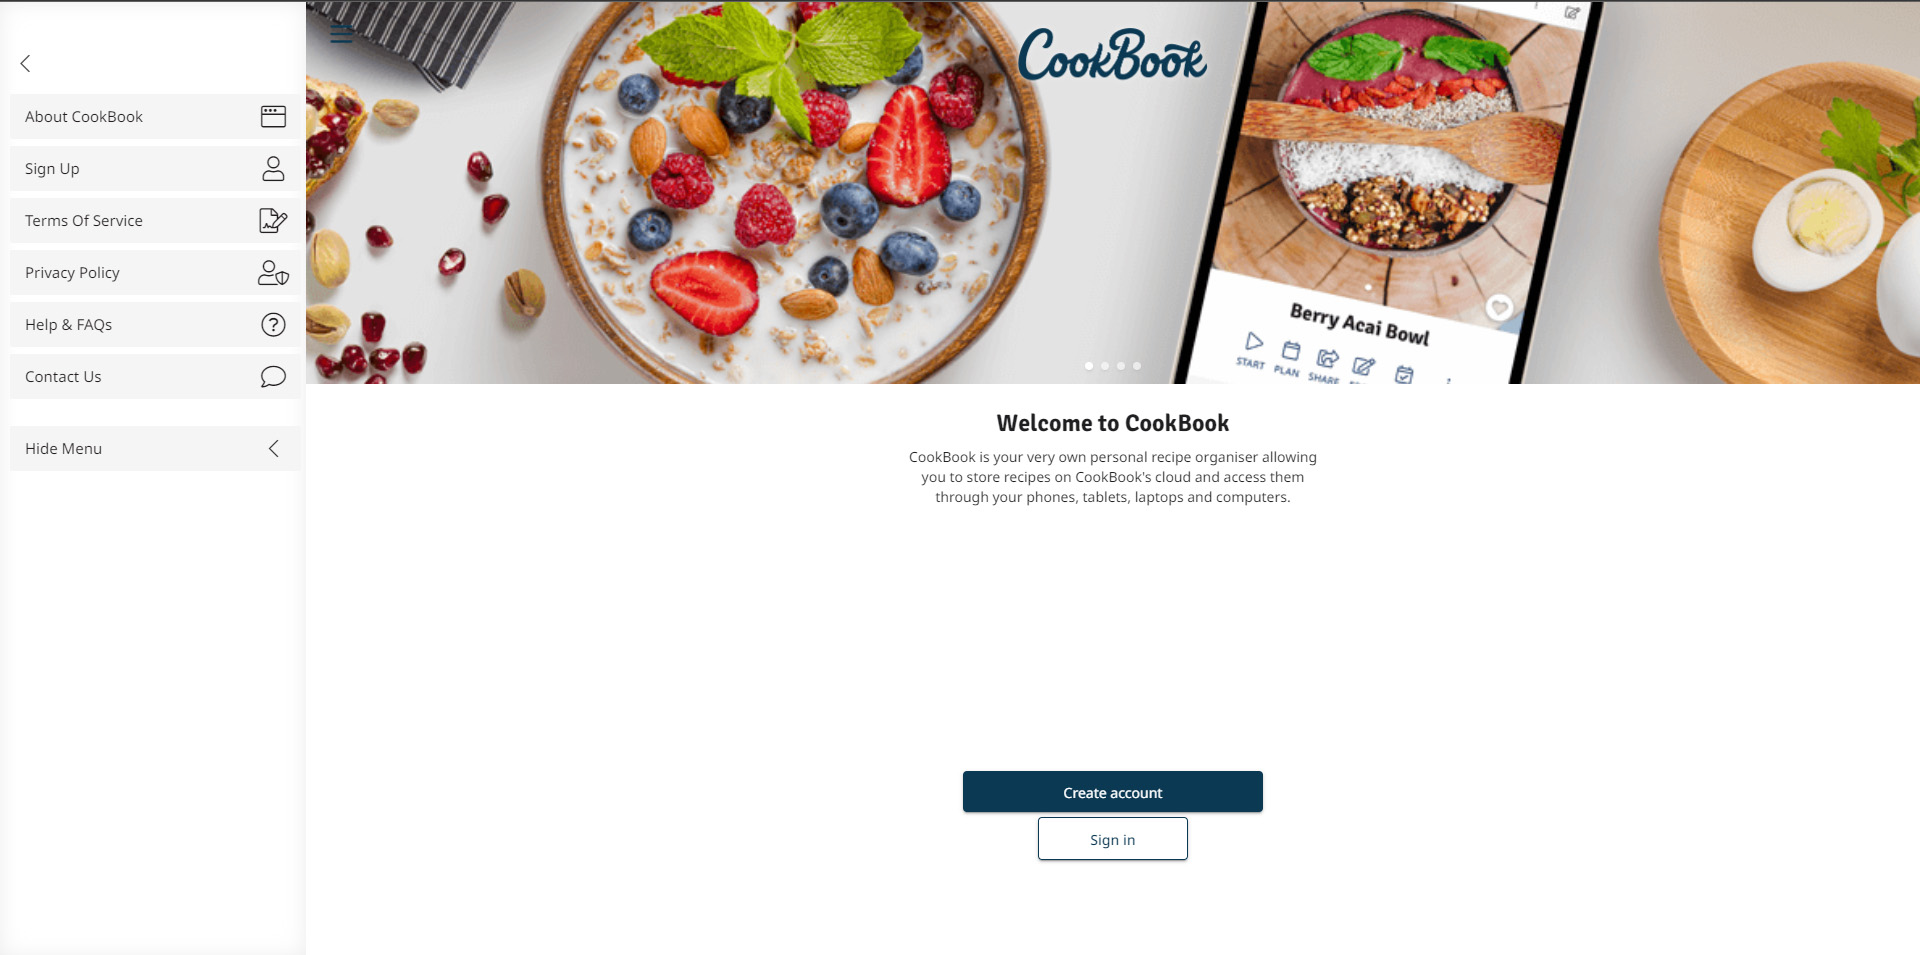 About CookBook
Sign Up
Terms Of Service
Privacy Policy
Help & FAQs
Contact Us
Hide Menu
CookBook
Berry Acai Bowl
START PLAN SHARE
Welcome to CookBook
CookBook is your very own personal recipe organiser allowing
you to store recipes on CookBook's cloud and access them
through your phones, tablets, laptops and computers.
Create account
Sign in